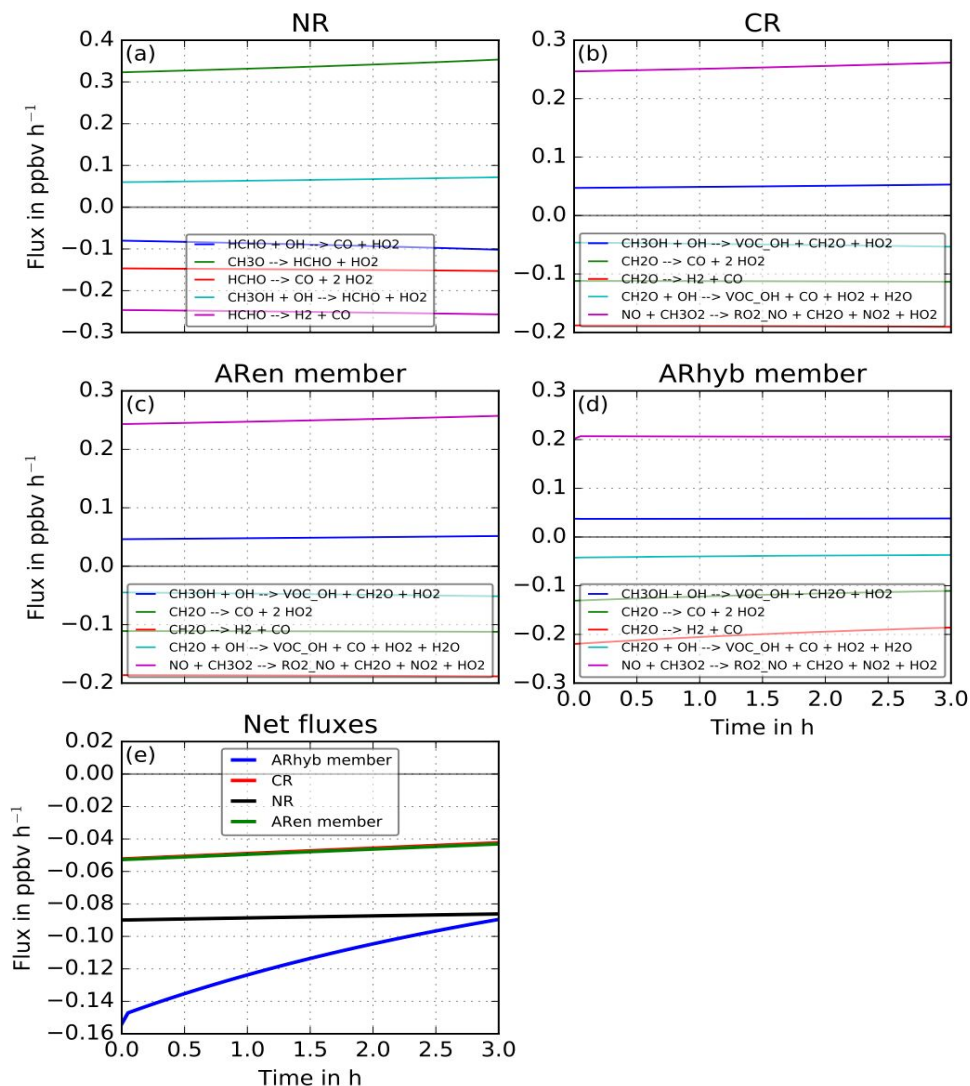 NR
(a)
Flux in ppbv h⁻¹
0.4
0.3
0.2
0.1
0.0
−0.1
−0.2
−0.3
HCHO + OH --> CO + HO2
CH3O --> HCHO + HO2
HCHO --> CO + 2 HO2
CH3OH + OH --> HCHO + HO2
HCHO --> H2 + CO
CR
(b)
0.3
0.2
0.1
0.0
−0.1
−0.2
CH3OH + OH --> VOC_OH + CH2O + HO2
CH2O --> CO + 2 HO2
CH2O --> H2 + CO
CH2O + OH --> VOC_OH + CO + HO2 + H2O
NO + CH3O2 --> RO2_NO + CH2O + NO2 + HO2
ARen member
(c)
Flux in ppbv h⁻¹
0.3
0.2
0.1
0.0
−0.1
−0.2
CH3OH + OH --> VOC_OH + CH2O + HO2
CH2O --> CO + 2 HO2
CH2O --> H2 + CO
CH2O + OH --> VOC_OH + CO + HO2 + H2O
NO + CH3O2 --> RO2_NO + CH2O + NO2 + HO2
ARhyb member
(d)
0.3
0.2
0.1
0.0
−0.1
−0.2
−0.3
CH3OH + OH --> VOC_OH + CH2O + HO2
CH2O --> CO + 2 HO2
CH2O --> H2 + CO
CH2O + OH --> VOC_OH + CO + HO2 + H2O
NO + CH3O2 --> RO2_NO + CH2O + NO2 + HO2
0.0 0.5 1.0 1.5 2.0 2.5 3.0
Time in h
Net fluxes
(e)
Flux in ppbv h⁻¹
0.02
0.00
−0.02
−0.04
−0.06
−0.08
−0.10
−0.12
−0.14
−0.16
ARhyb member
CR
NR
ARen member
0.0 0.5 1.0 1.5 2.0 2.5 3.0
Time in h